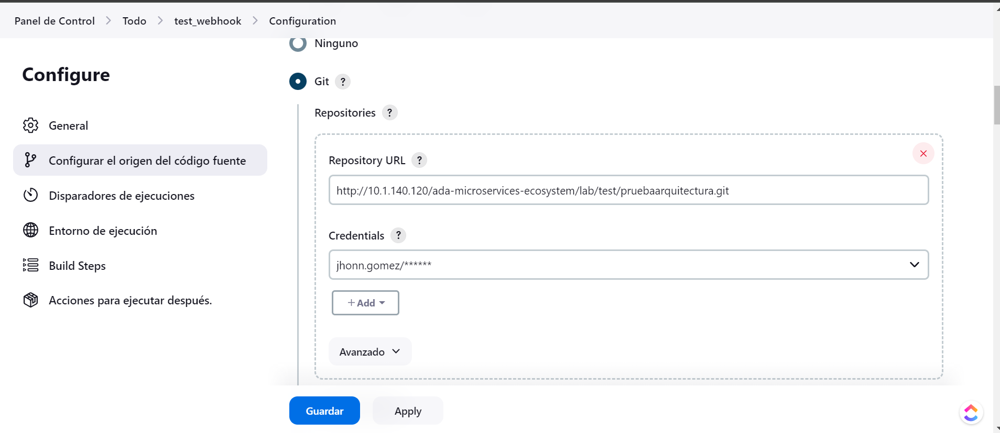 Panel de Control > Todo > test_webhook > Configuration
Configure
General
Configurar el origen del código fuente
Disparadores de ejecuciones
Entorno de ejecución
Build Steps
Acciones para ejecutar después.
Ninguno
Git ?
Repositories ?
Repository URL ?
http://10.1.140.120/ada-microservices-ecosystem/lab/test/pruebaarquitectura.git
Credentials ?
jhonn.gomez/******
+ Add
Avanzado
Guardar
Apply